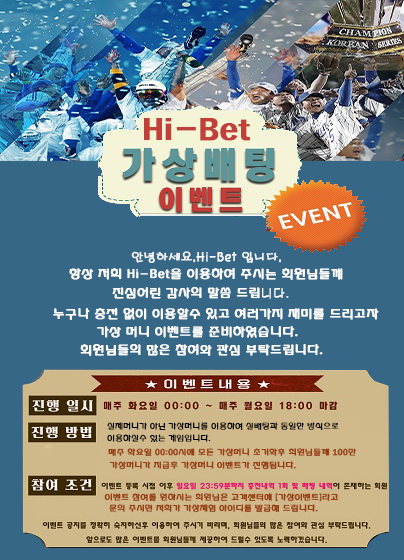 CHAMPION
KOREAN SERIES
Hi-Bet
가상배팅
이벤트
EVENT
안녕하세요,Hi-Bet 입니다.
항상 저희 Hi-Bet을 이용하여 주시는 회원님들께
진심어린 감사의 말씀 드립니다.
누구나 충전 없이 이용할수 있고 여러가지 재미를 드리고자
가상 머니 이벤트를 준비하였습니다.
회원님들의 많은 참여와 관심 부탁드립니다.
★ 이벤트내용 ★
진행 일시 매주 화요일 00:00 ~ 매주 월요일 18:00 마감
진행 방법 실제머니가 아닌 가상머니를 이용하여 실배팅과 동일한 방식으로
이용하실수 있는 게임입니다.
매주 화요일 00:00시에 모든 가상머니 초기화후 회원님들께 100만
가상머니가 지급후 가상머니 이벤트가 진행됩니다.
참여 조건 이벤트 등록 시점 이후 일요일 23:59분까지 충전내역 1회 및 배팅 내역이 존재하는 회원
이벤트 참여를 원하시는 회원님은 고객센터에 [가상이벤트]라고
문의 주시면 저희가 가상체험 아이디를 발급해 드립니다.
이벤트 공지를 정확히 숙지하신후 이용하여 주시기 바라며, 회원님들의 많은 참여와 관심 부탁드립니다.
앞으로도 많은 이벤트를 회원님들께 제공하여 드릴수 있도록 노력하겠습니다.